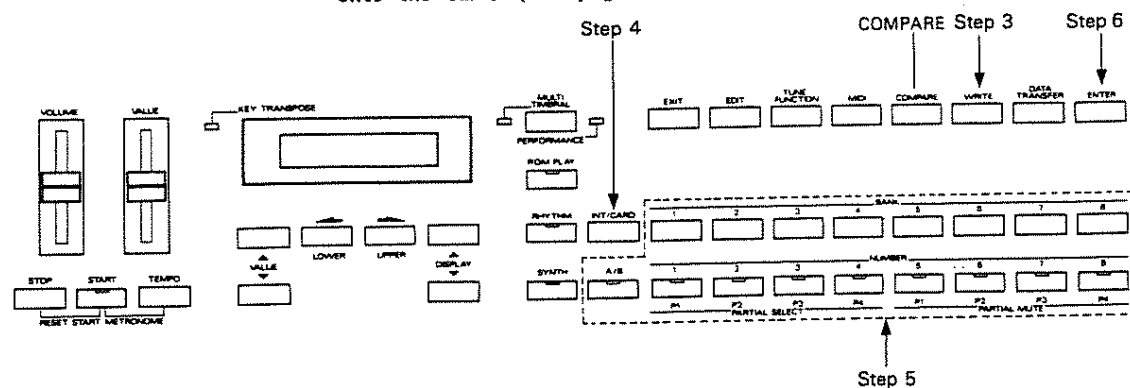 Step 4
COMPARE Step 3
Step 6
VOLUME VALUE
KEY TRANSPOSE
MULTI TIMBRAL
PERFORMANCE
EXIT EDIT TUNE FUNCTION MIDI COMPARE WRITE DATA TRANSFER ENTER
ROM PLAY
RHYTHM INT/CARD
BANK
1 2 3 4 5 6 7 8
VALUE LOWER UPPER DISPLAY
SYNTH A/B
NUMBER
1 2 3 4 5 6 7 8
STOP START TEMPO
RESET START METRONOME
P1 P2 P3 P4 P1 P2 P3 P4
PARTIAL SELECT PARTIAL MUTE
Step 5